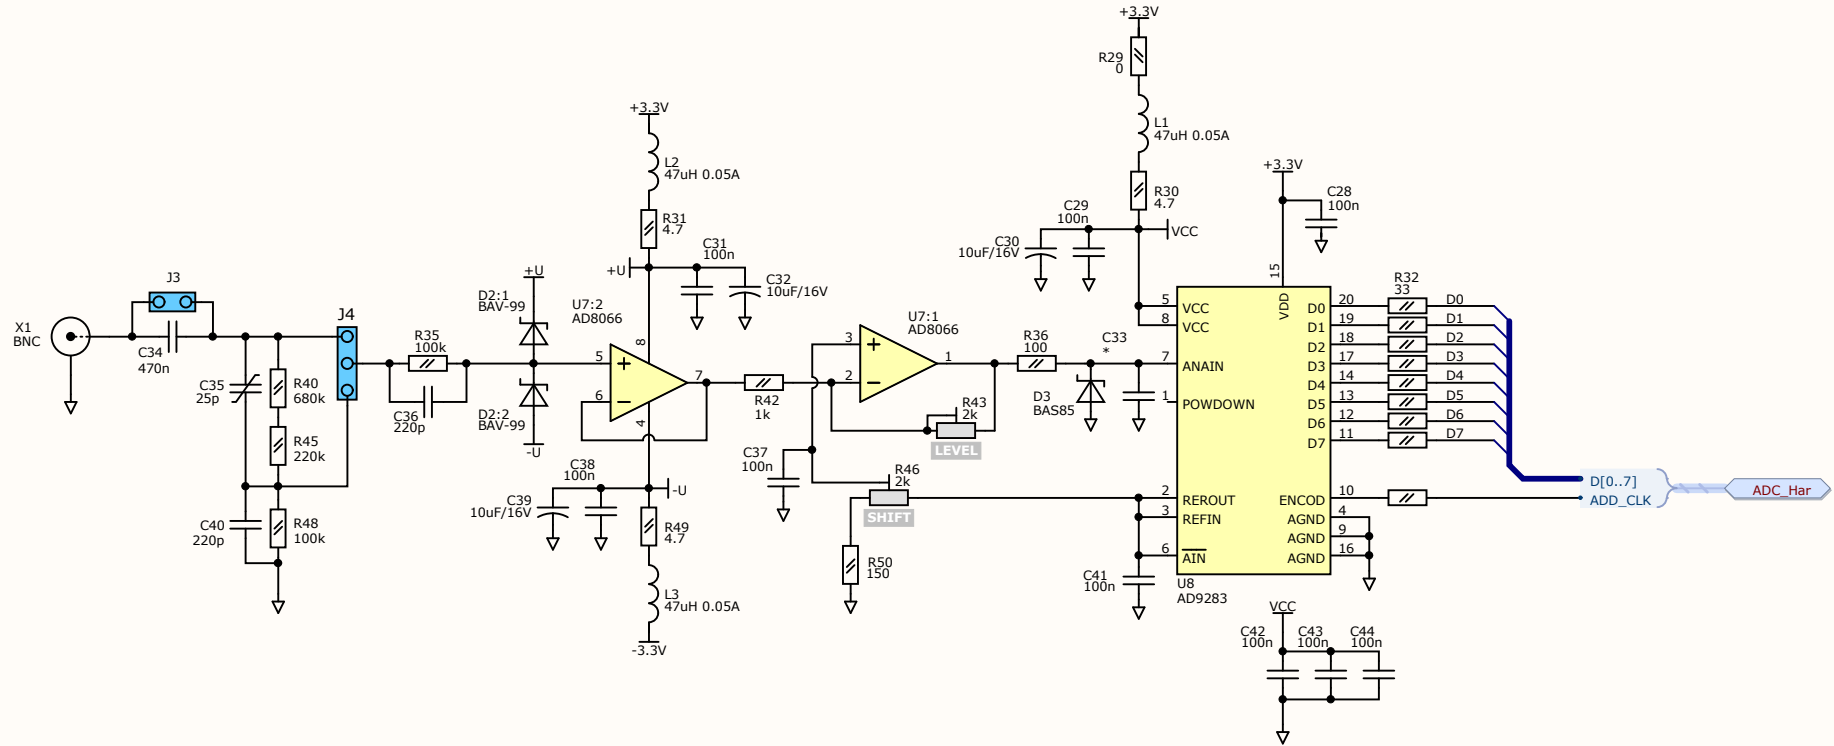 +3.3V
R29
0
L1
47uH 0.05A
+3.3V
L2
47uH 0.05A
R31
4.7
+3.3V
R30
4.7
C28
100n
C29
100n
VCC
C30
10uF/16V
C31
100n
+U
C32
10uF/16V
J3
+U
D2:1
BAV-99
U7:2
AD8066
8
15
VDD
R32
33
X1
BNC
C34
470n
J4
R35
100k
C36
220p
5
+
6
−
7
4
U7:1
AD8066
3
+
2
−
1
R36
100
C33
*
5
VCC
8
VCC
7
ANAIN
1
POWDOWN
D0
20
D0
D1
19
D1
D2
18
D2
D3
17
D3
D4
14
D4
D5
13
D5
D6
12
D6
D7
11
D7
C35
25p
R40
680k
R45
220k
D2:2
BAV-99
-U
R42
1k
R43
2k
LEVEL
D3
BAS85
C37
100n
R46
2k
SHIFT
C38
100n
C39
10uF/16V
-U
R49
4.7
C40
220p
R48
100k
R50
150
L3
47uH 0.05A
-3.3V
2
REROUT
3
REFIN
6
AIN
C41
100n
U8
AD9283
ENCOD
10
AGND
4
AGND
9
AGND
16
D[0..7]
ADD_CLK
ADC_Har
VCC
C42
100n
C43
100n
C44
100n